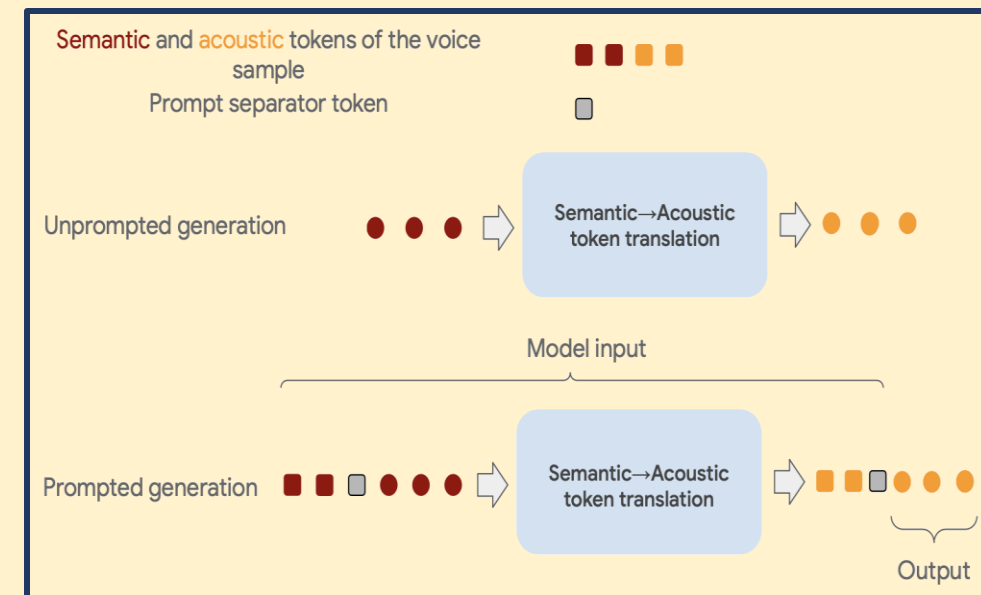 Semantic and acoustic tokens of the voice
sample
Prompt separator token
Unprompted generation
Semantic→Acoustic
token translation
Model input
Prompted generation
Semantic→Acoustic
token translation
Output